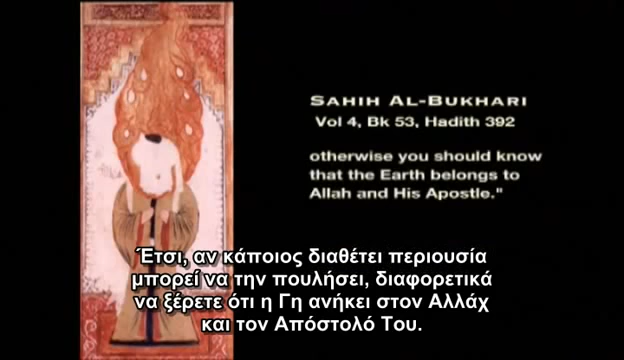 SAHIH AL-BUKHARI
Vol 4, Bk 53, Hadith 392
otherwise you should know
that the Earth belongs to
Allah and His Apostle."
Έτσι, αν κάποιος διαθέτει περιουσία
μπορεί να την πουλήσει, διαφορετικά
να ξέρετε ότι η Γη ανήκει στον Αλλάχ
και τον Απόστολό Του.